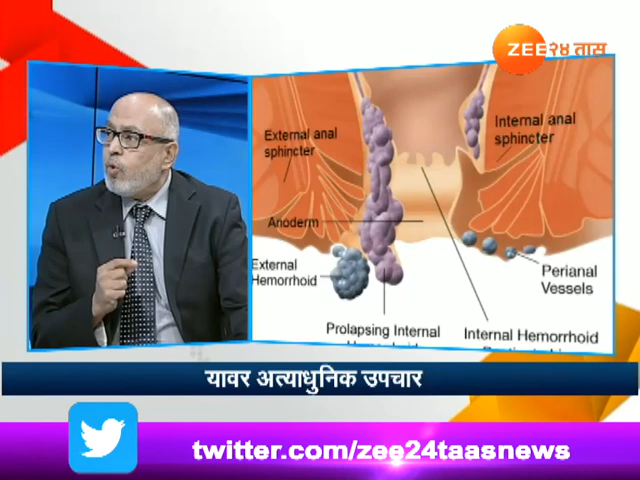 ZEE२४ तास
External anal
sphincter
Internal anal
sphincter
Anoderm
External
Hemorrhoid
Perianal
Vessels
Prolapsing Internal
Internal Hemorrhoid
यावर अत्याधुनिक उपचार
twitter.com/zee24taasnews